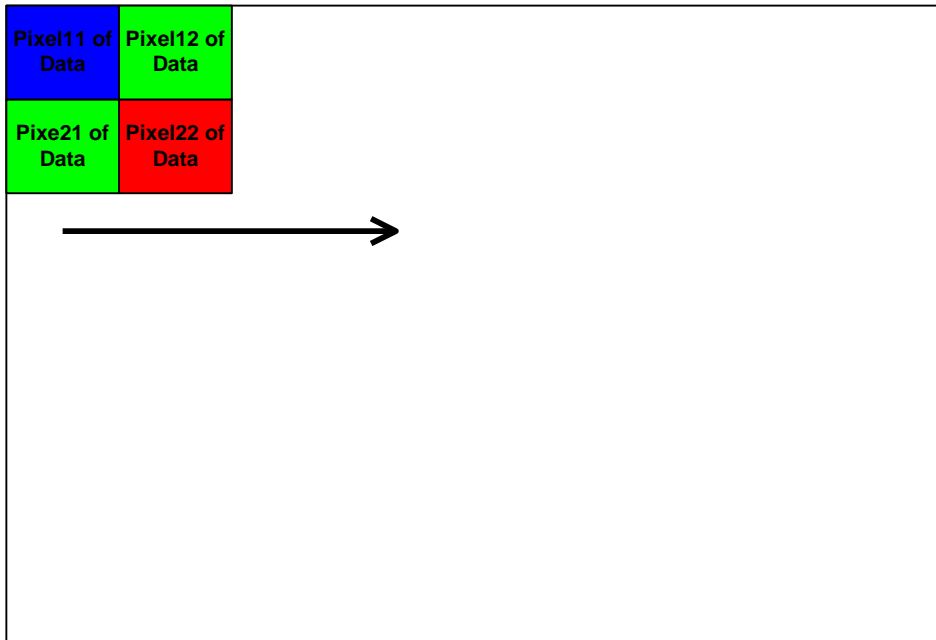 Pixel11 of
Data
Pixel12 of
Data
Pixe21 of
Data
Pixel22 of
Data